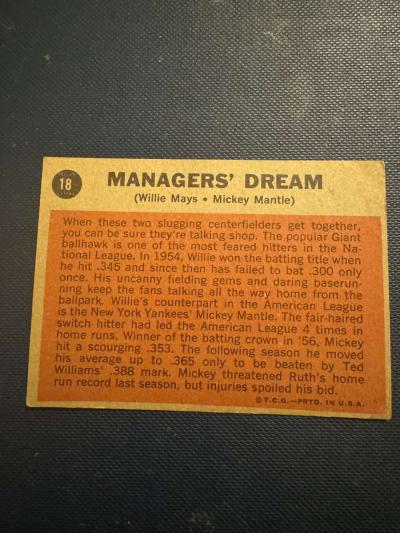 18
MANAGERS' DREAM
(Willie Mays • Mickey Mantle)
When these two slugging centerfielders get together,
you can be sure they're talking shop. The popular Giant
ballhawk is one of the most feared hitters in the Na-
tional League. In 1954, Willie won the batting title when
he hit .345 and since then has failed to bat .300 only
once. His uncanny fielding gems and daring baserun-
ning keep the fans talking all the way home from the
ballpark. Willie's counterpart in the American League
is the New York Yankees' Mickey Mantle. The fair-haired
switch hitter had led the American League 4 times in
home runs. Winner of the batting crown in '56, Mickey
hit a scourging .353. The following season he moved
his average up to .365 only to be beaten by Ted
Williams' .388 mark. Mickey threatened Ruth's home
run record last season, but injuries spoiled his bid.
© T.C.G.—PRTD. IN U.S.A.